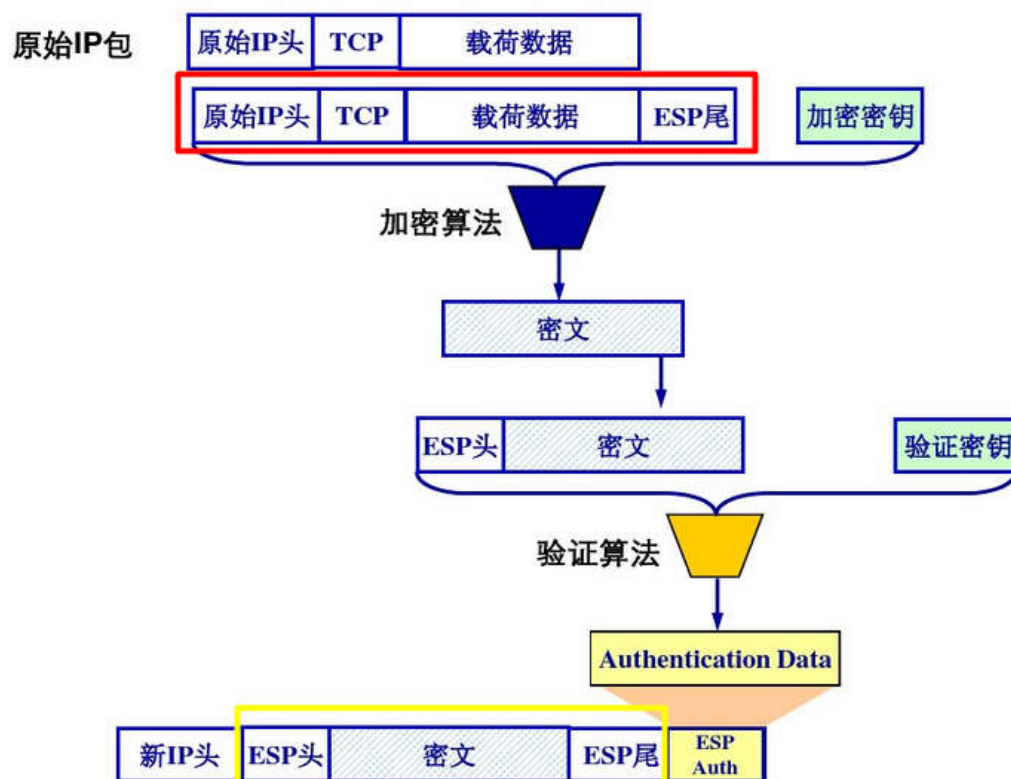 原始IP包 原始IP头 TCP 载荷数据
原始IP头 TCP 载荷数据 ESP尾 加密密钥
加密算法
密文
ESP头 密文 验证密钥
验证算法
Authentication Data
新IP头 ESP头 密文 ESP尾 ESP
Auth